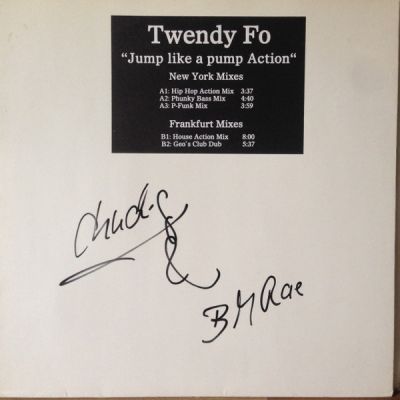 Twendy Fo
"Jump like a pump Action"
New York Mixes
A1: Hip Hop Action Mix 3:37
A2: Phunky Bass Mix 4:40
A3: P-Funk Mix 3:59
Frankfurt Mixes
B1: House Action Mix 8:00
B2: Geo's Club Dub 5:37
&
B M Rae